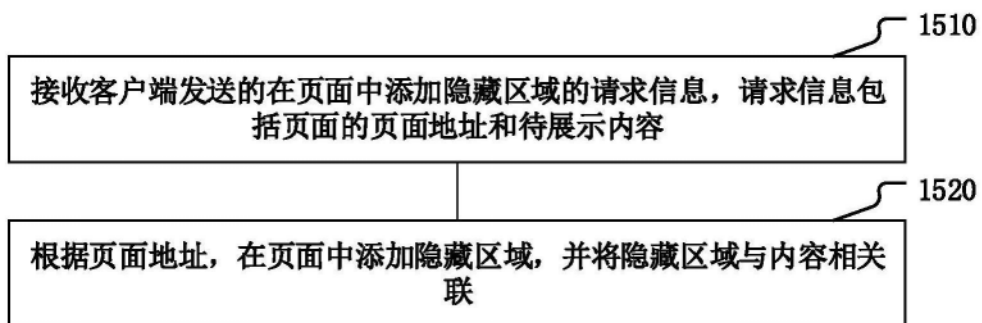 1510
接收客户端发送的在页面中添加隐藏区域的请求信息，请求信息包
括页面的页面地址和待展示内容
1520
根据页面地址，在页面中添加隐藏区域，并将隐藏区域与内容相关
联